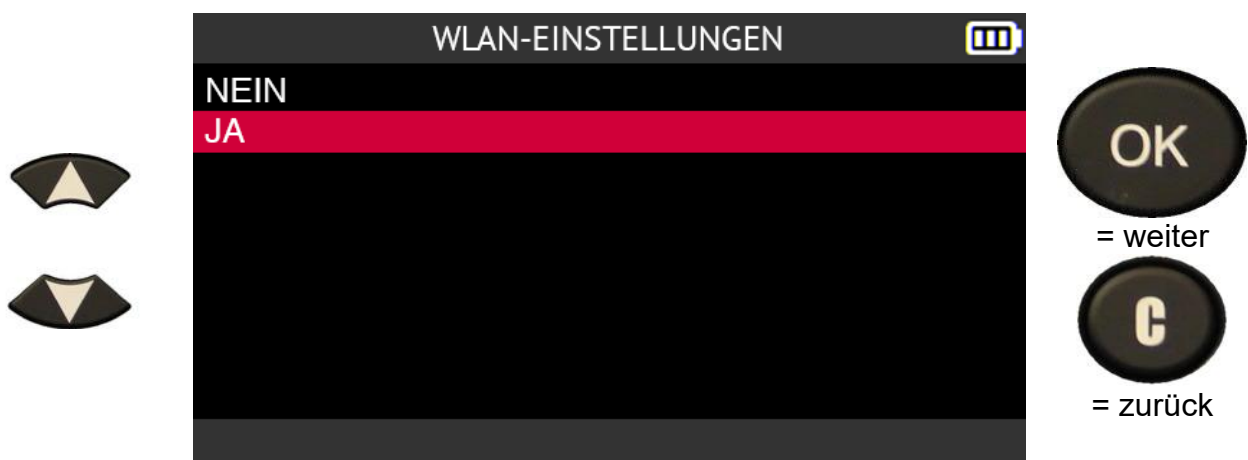 WLAN-EINSTELLUNGEN
NEIN
JA
OK
= weiter
C
= zurück